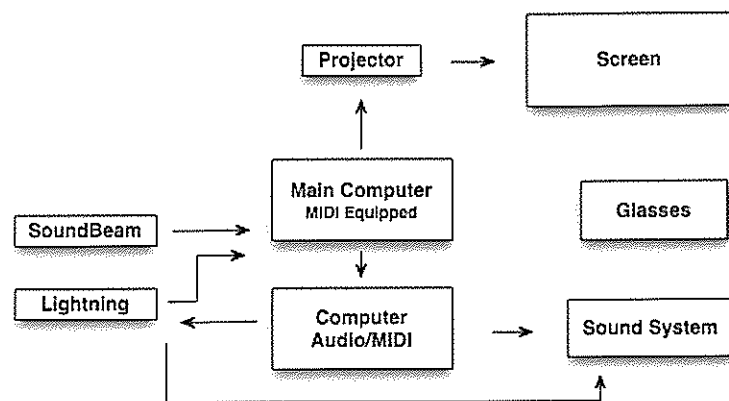 Projector
Screen
Main Computer
MIDI Equipped
Glasses
SoundBeam
Lightning
Computer
Audio/MIDI
Sound System